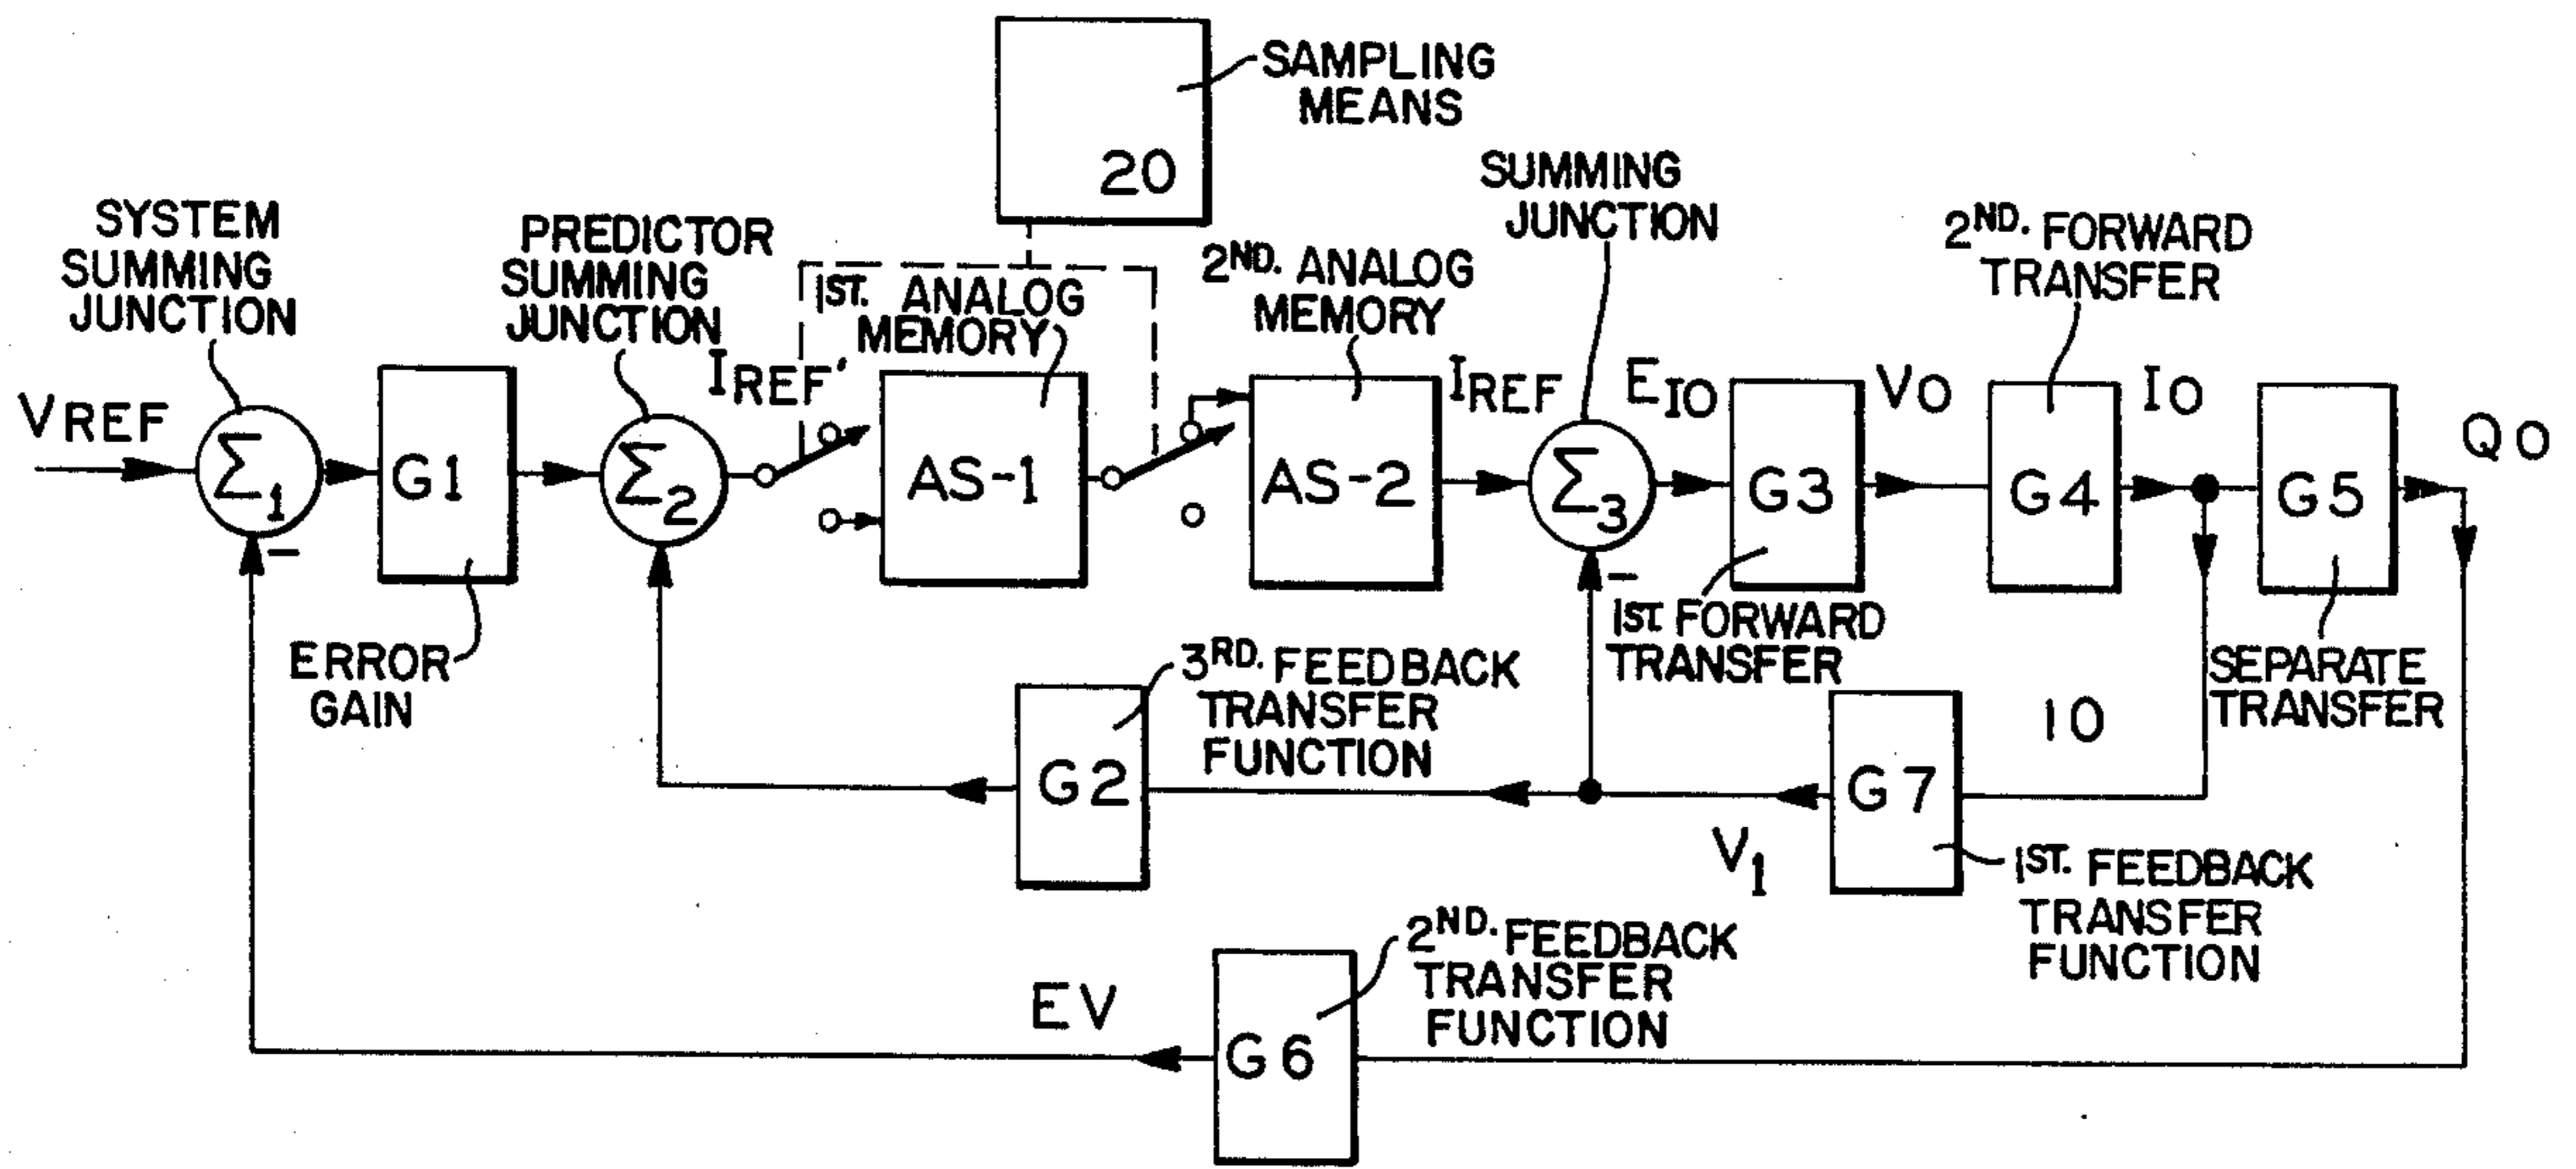 SAMPLING
MEANS
20
SYSTEM
SUMMING
JUNCTION
PREDICTOR
SUMMING
JUNCTION
1ST. ANALOG
MEMORY
2ND. ANALOG
MEMORY
SUMMING
JUNCTION
2ND. FORWARD
TRANSFER
VREF
Σ1
G1
Σ2
IREF'
AS-1
AS-2
IREF
Σ3
EIO
G3
VO
G4
IO
G5
QO
-
-
ERROR
GAIN
1ST. FORWARD
TRANSFER
SEPARATE
TRANSFER
10
3RD. FEEDBACK
TRANSFER
FUNCTION
G2
G7
V1
1ST. FEEDBACK
TRANSFER
FUNCTION
2ND. FEEDBACK
TRANSFER
FUNCTION
EV
G6